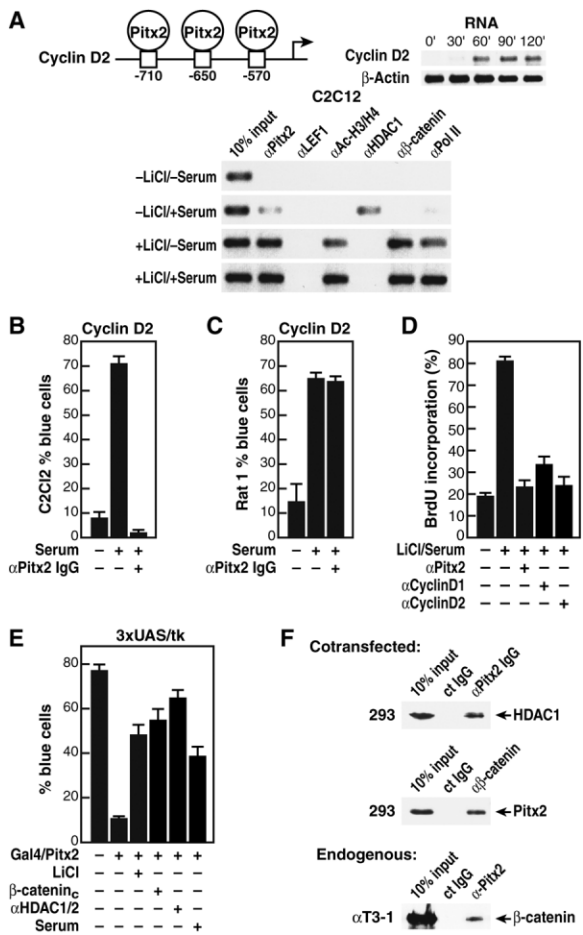 A
Pitx2 Pitx2 Pitx2
Cyclin D2
-710 -650 -570
RNA
0' 30' 60' 90' 120'
Cyclin D2
β-Actin
C2C12
10% input αPitx2 αLEF1 αAc-H3/H4 αHDAC1 αβ-catenin αPol II
–LiCl/–Serum
–LiCl/+Serum
+LiCl/–Serum
+LiCl/+Serum
B
Cyclin D2
C2Cl2 % blue cells
80
70
60
50
40
30
20
10
0
Serum – + +
αPitx2 IgG – – +
C
Cyclin D2
Rat 1 % blue cells
80
70
60
50
40
30
20
10
0
Serum – + +
αPitx2 IgG – – +
D
BrdU incorporation (%)
90
80
70
60
50
40
30
20
10
0
LiCl/Serum – + + + +
αPitx2 – – + – –
αCyclinD1 – – – + –
αCyclinD2 – – – – +
E
3xUAS/tk
% blue cells
80
60
40
20
0
Gal4/Pitx2 – + + + + +
LiCl – – + – – –
β-cateninc – – – + – –
αHDAC1/2 – – – – + –
Serum – – – – – +
F
Cotransfected:
10% input ct IgG αPitx2 IgG
293 ←HDAC1
10% input ct IgG αβ-catenin
293 ←Pitx2
Endogenous:
10% input ct IgG α-Pitx2
αT3-1 ←β-catenin